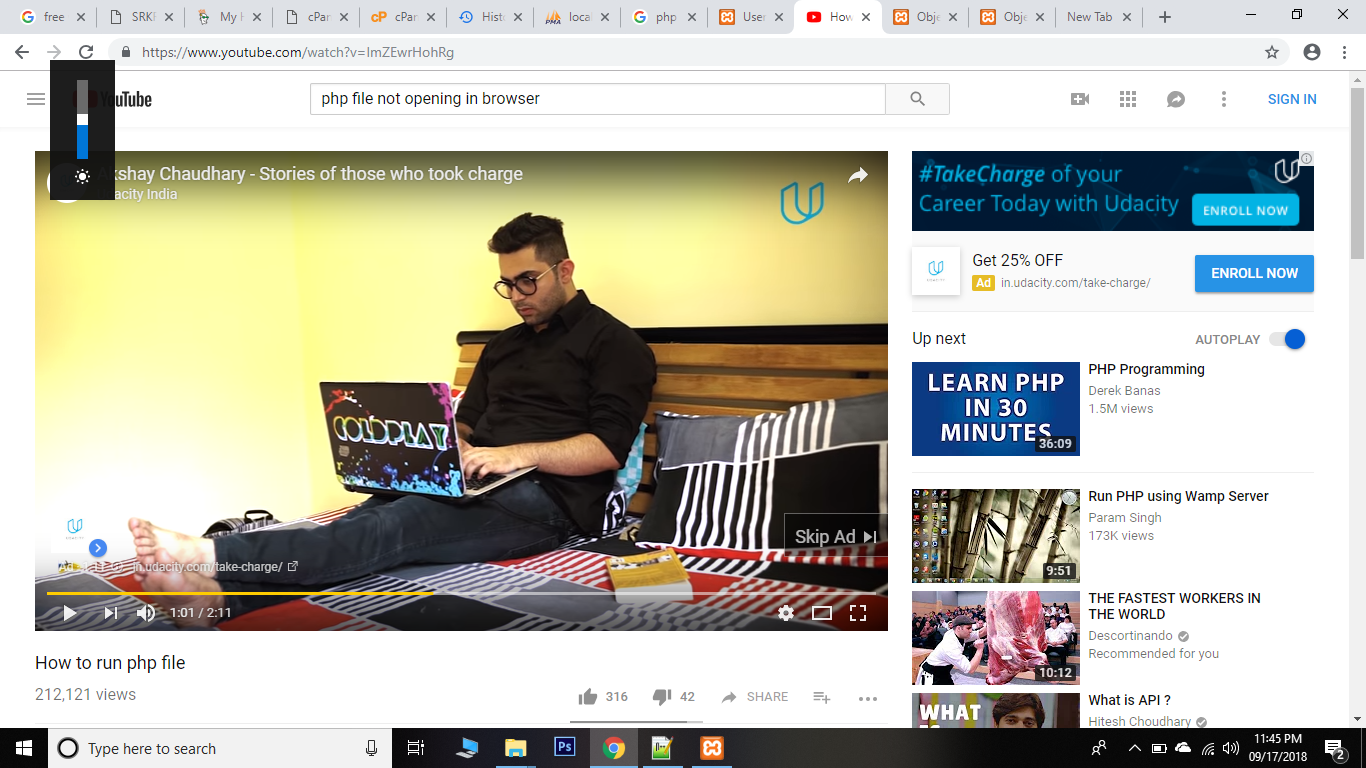 free
SRKI
My H
cPan
cPan
Histo
local
php
User
How
Obje
Obje
New Tab
https://www.youtube.com/watch?v=ImZEwrHohRg
YouTube
php file not opening in browser
SIGN IN
Akshay Chaudhary - Stories of those who took charge
Udacity India
COLDPLAY
Skip Ad
in.udacity.com/take-charge/
1:01 / 2:11
How to run php file
212,121 views
316
42
SHARE
#TakeCharge of your
Career Today with Udacity
ENROLL NOW
Get 25% OFF
Ad in.udacity.com/take-charge/
ENROLL NOW
Up next
AUTOPLAY
LEARN PHP
IN 30
MINUTES
36:09
PHP Programming
Derek Banas
1.5M views
9:51
Run PHP using Wamp Server
Param Singh
173K views
10:12
THE FASTEST WORKERS IN
THE WORLD
Descortinando
Recommended for you
WHAT
What is API ?
Hitesh Choudhary
Type here to search
Ps
11:45 PM
09/17/2018
2